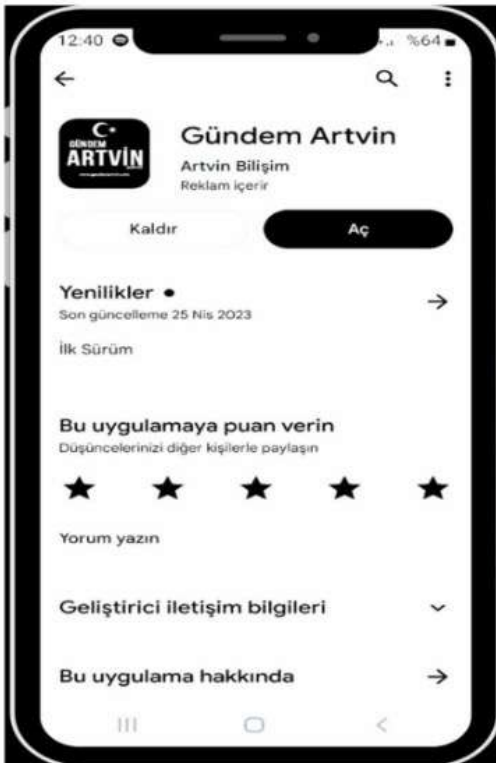 12:40 %64
GÜNDEM
ARTVİN
Gündem Artvin
Artvin Bilişim
Reklam içerir
Kaldır
Aç
Yenilikler •
Son güncelleme 25 Nis 2023
İlk Sürüm
Bu uygulamaya puan verin
Düşüncelerinizi diğer kişilerle paylaşın
Yorum yazın
Geliştirici iletişim bilgileri
Bu uygulama hakkında